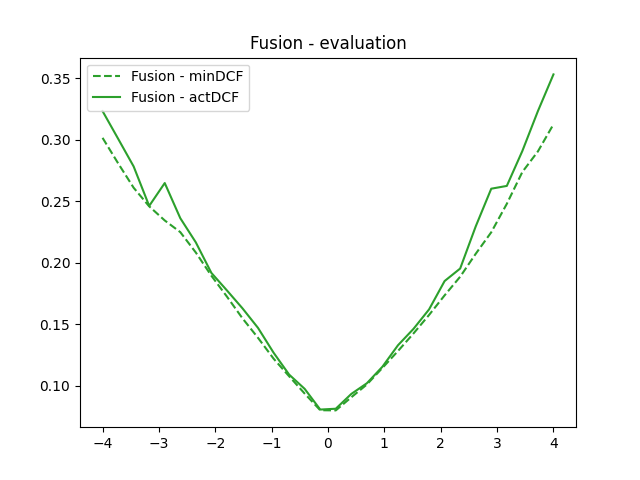 Fusion - evaluation
Fusion - minDCF
Fusion - actDCF
0.35
0.30
0.25
0.20
0.15
0.10
−4 −3 −2 −1 0 1 2 3 4